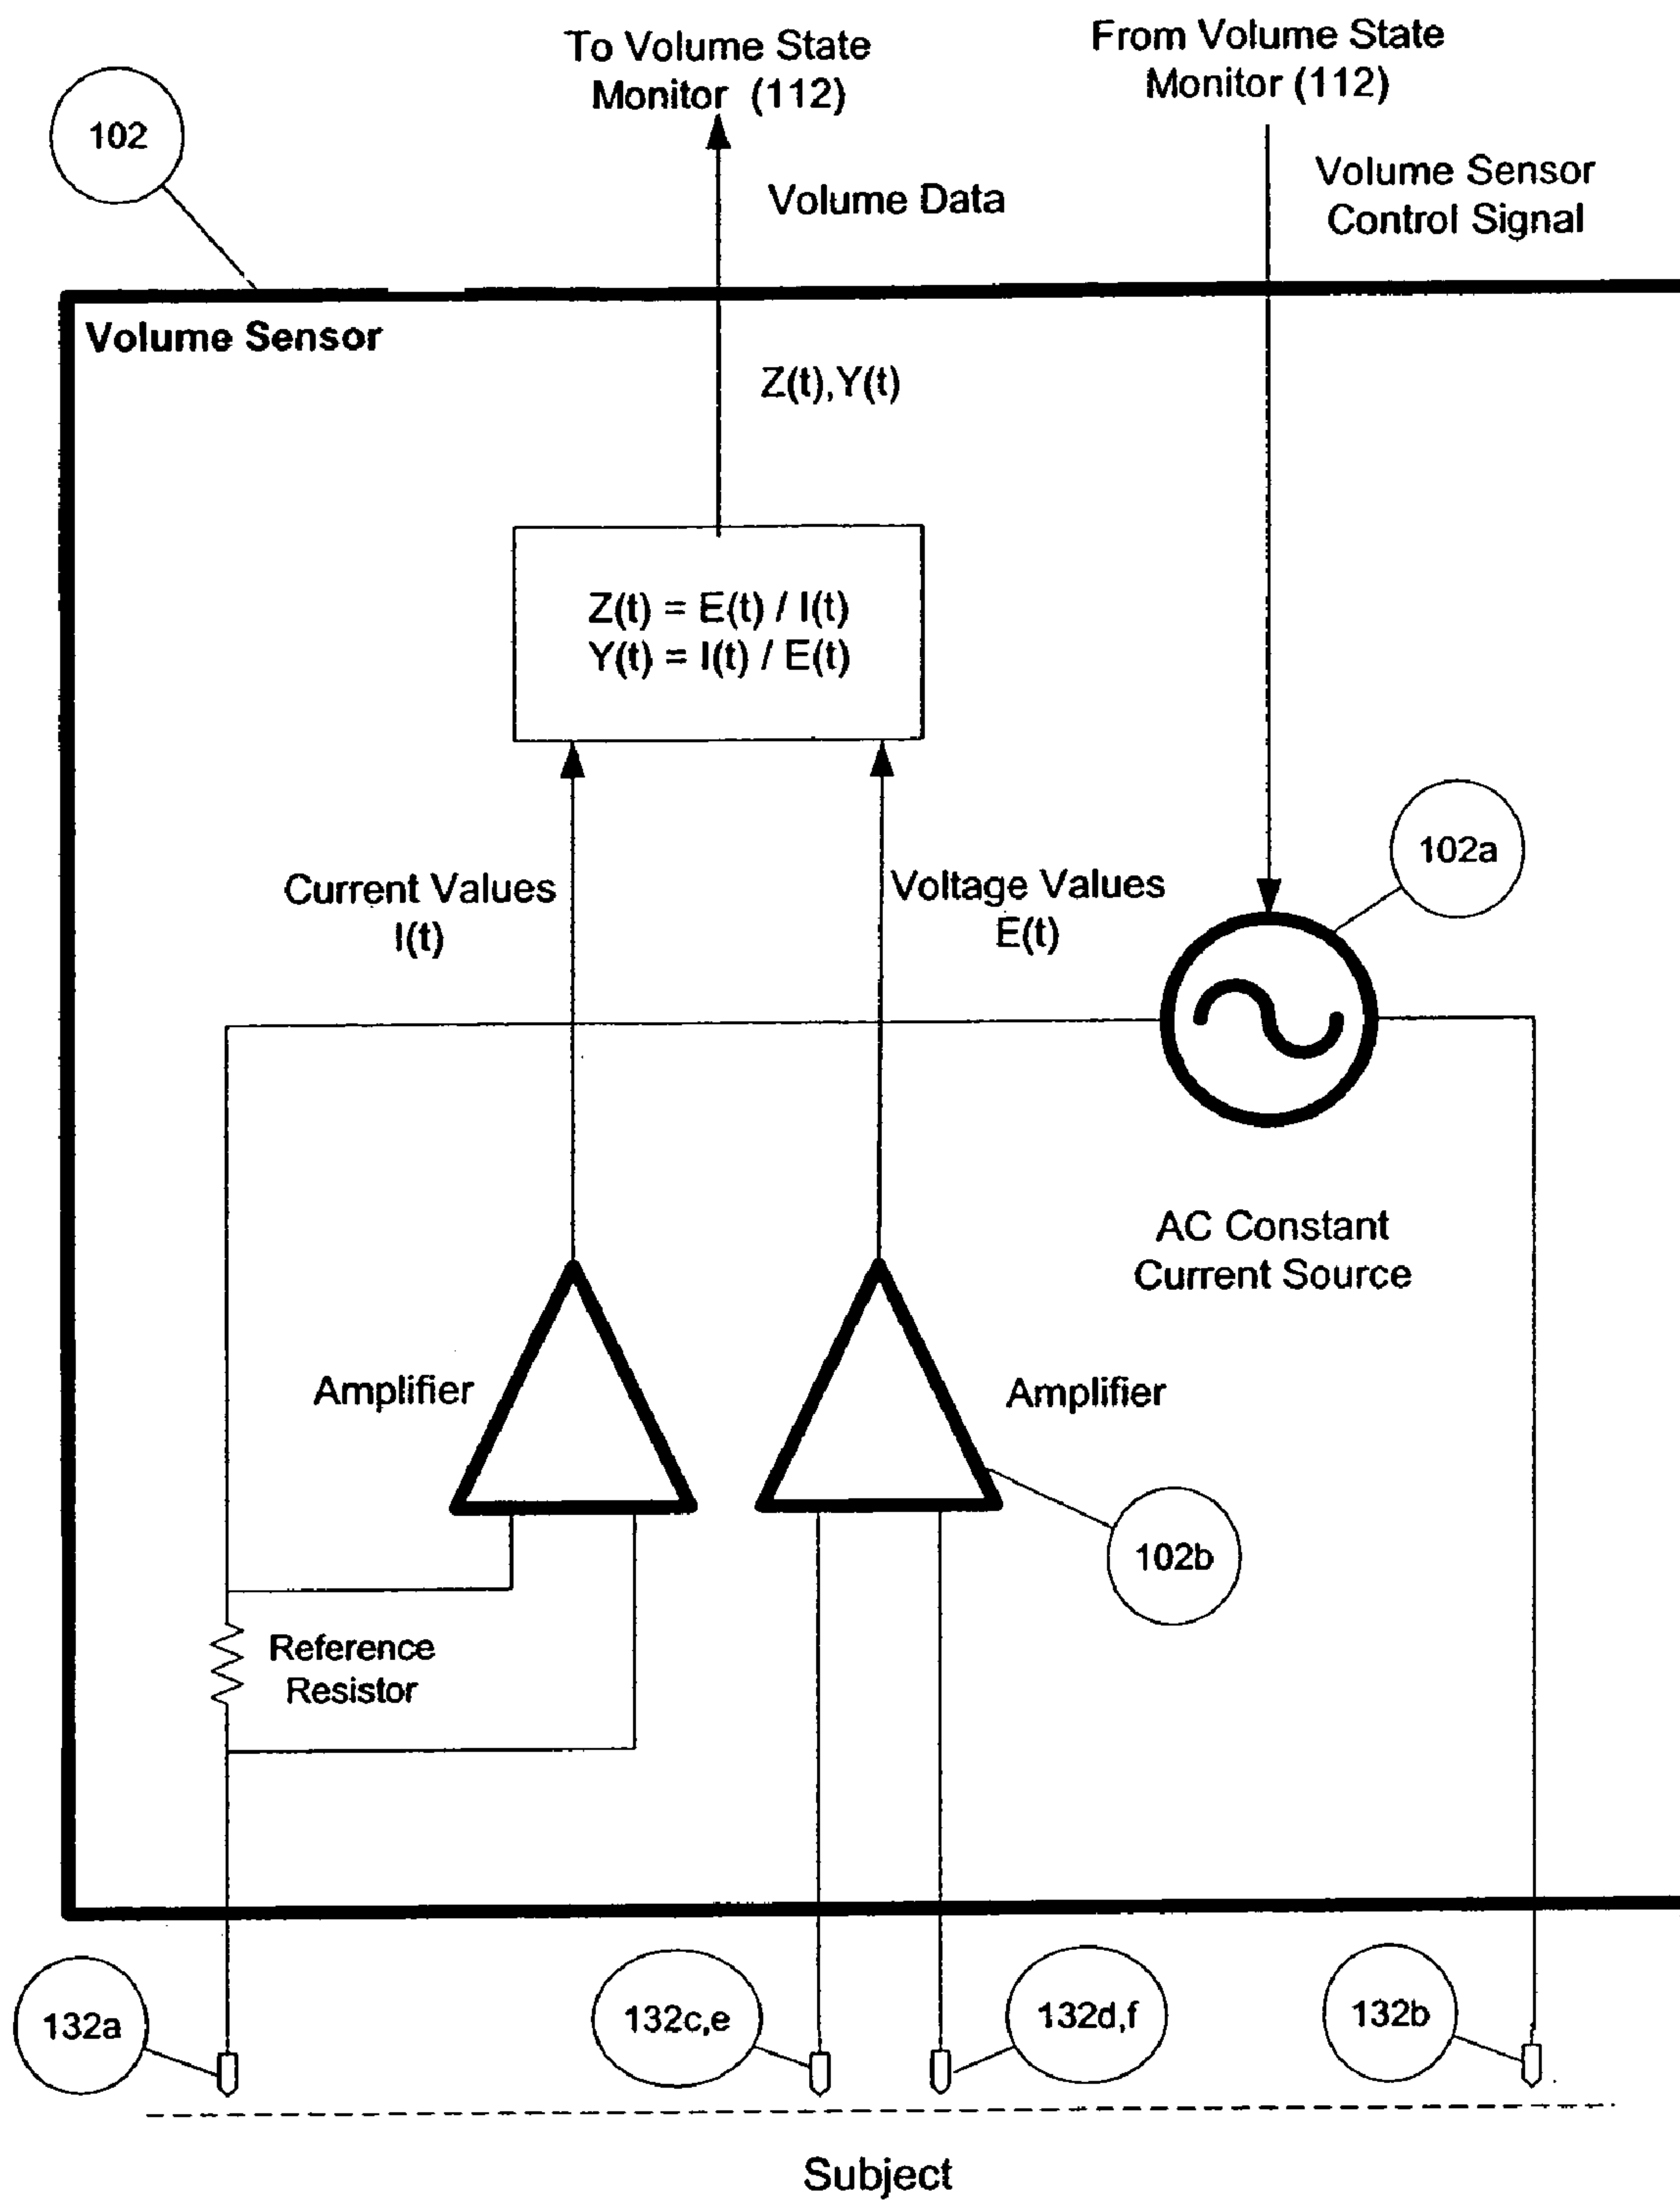 To Volume State
Monitor (112)
From Volume State
Monitor (112)
102
Volume Data
Volume Sensor
Control Signal
Volume Sensor
Z(t),Y(t)
Z(t) = E(t) / I(t)
Y(t) = I(t) / E(t)
102a
Current Values
I(t)
Voltage Values
E(t)
AC Constant
Current Source
Amplifier
Amplifier
102b
Reference
Resistor
132a
132c,e
132d,f
132b
Subject